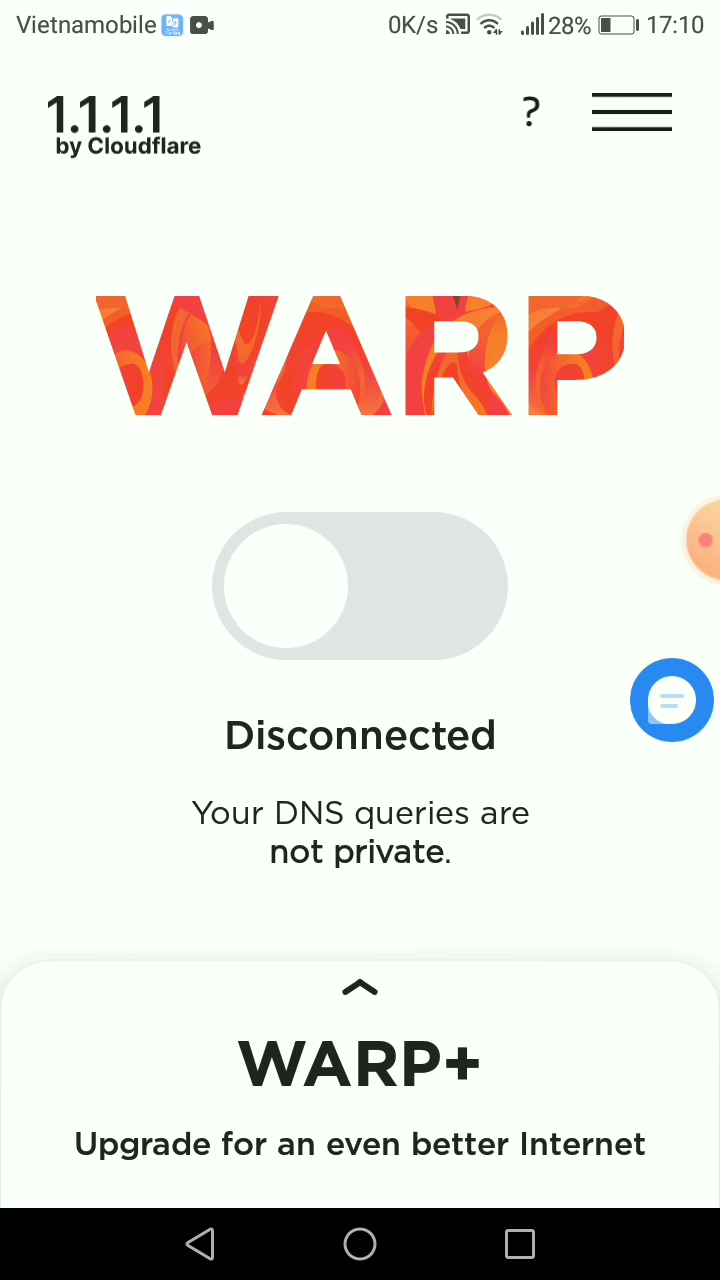 Vietnamobile 0K/s 28% 17:10
1.1.1.1
by Cloudflare
?
WARP
Disconnected
Your DNS queries are
not private.
WARP+
Upgrade for an even better Internet